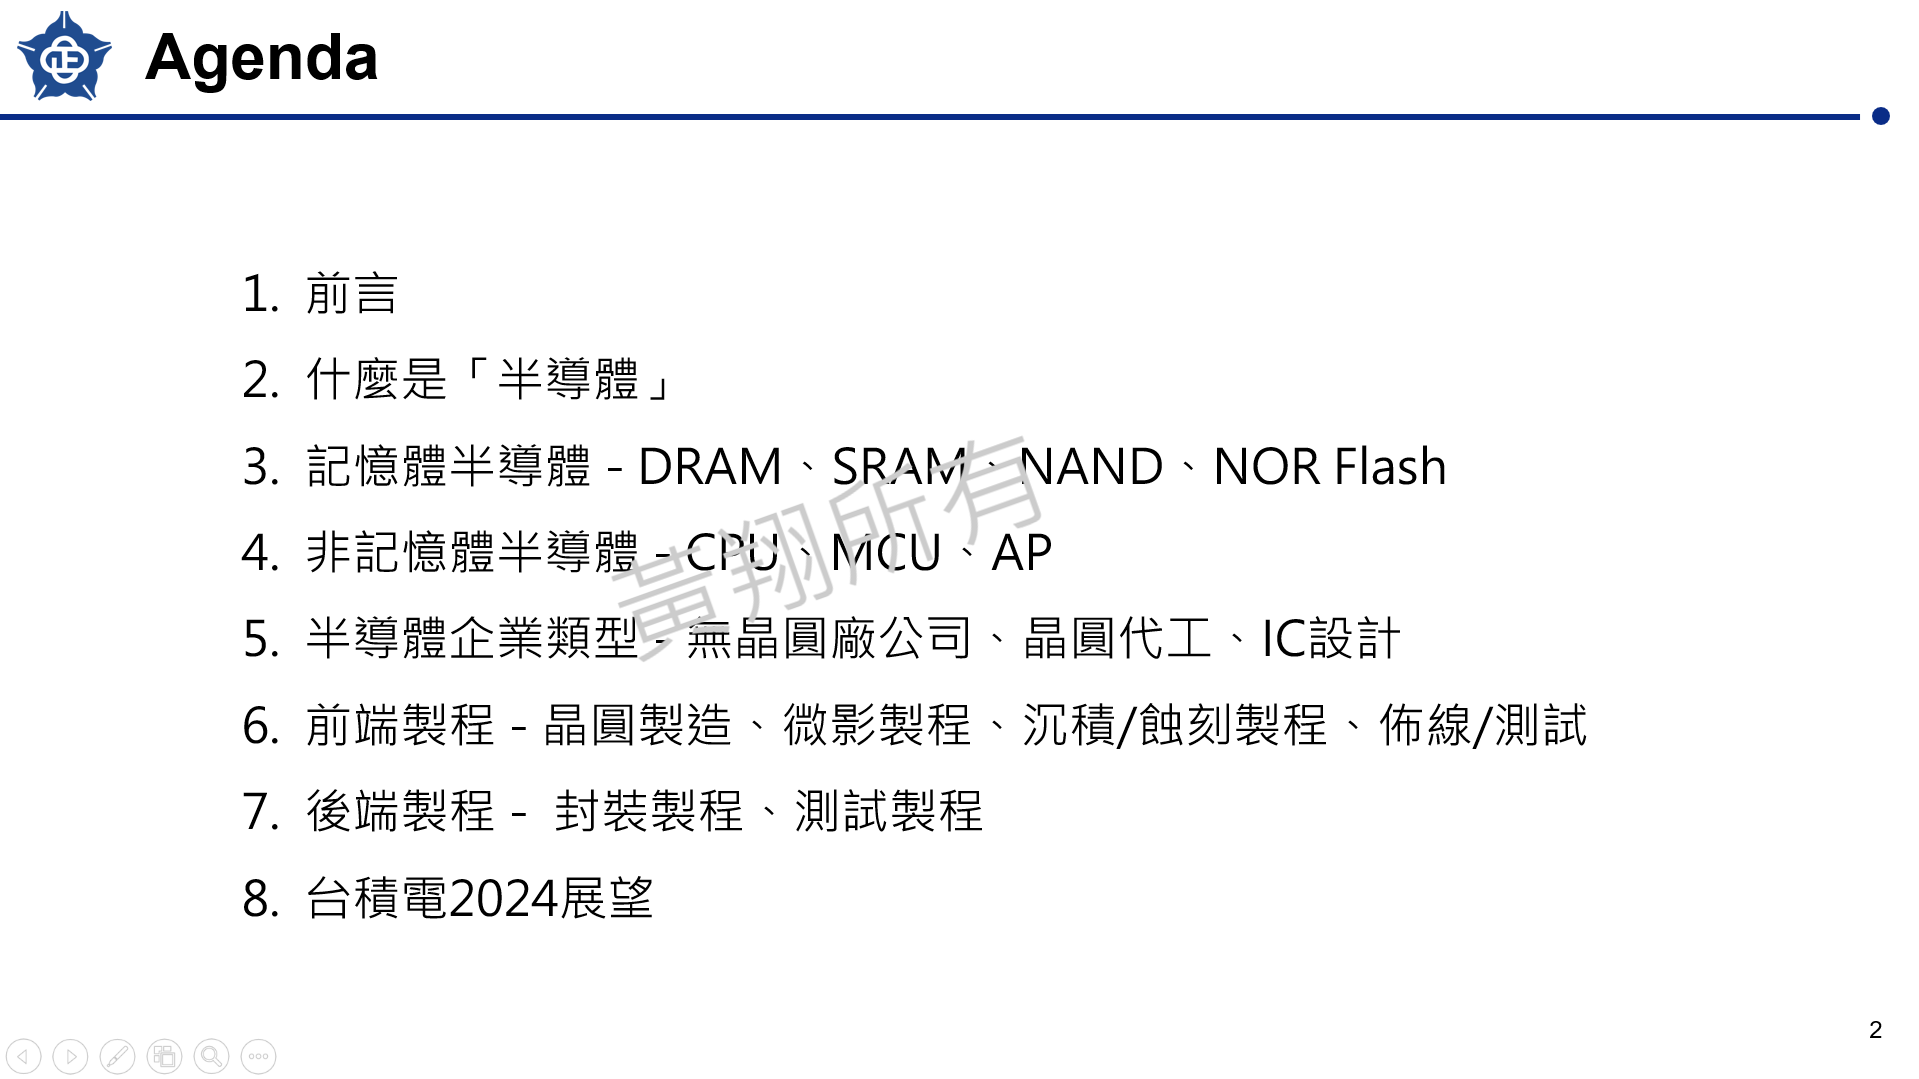 Agenda
1. 前言
2. 什麼是「半導體」
3. 記憶體半導體 - DRAM、SRAM、NAND、NOR Flash
4. 非記憶體半導體 - CPU、MCU、AP
5. 半導體企業類型 - 無晶圓廠公司、晶圓代工、IC設計
6. 前端製程 - 晶圓製造、微影製程、沉積/蝕刻製程、佈線/測試
7. 後端製程 - 封裝製程、測試製程
8. 台積電2024展望
黃翔所有
2